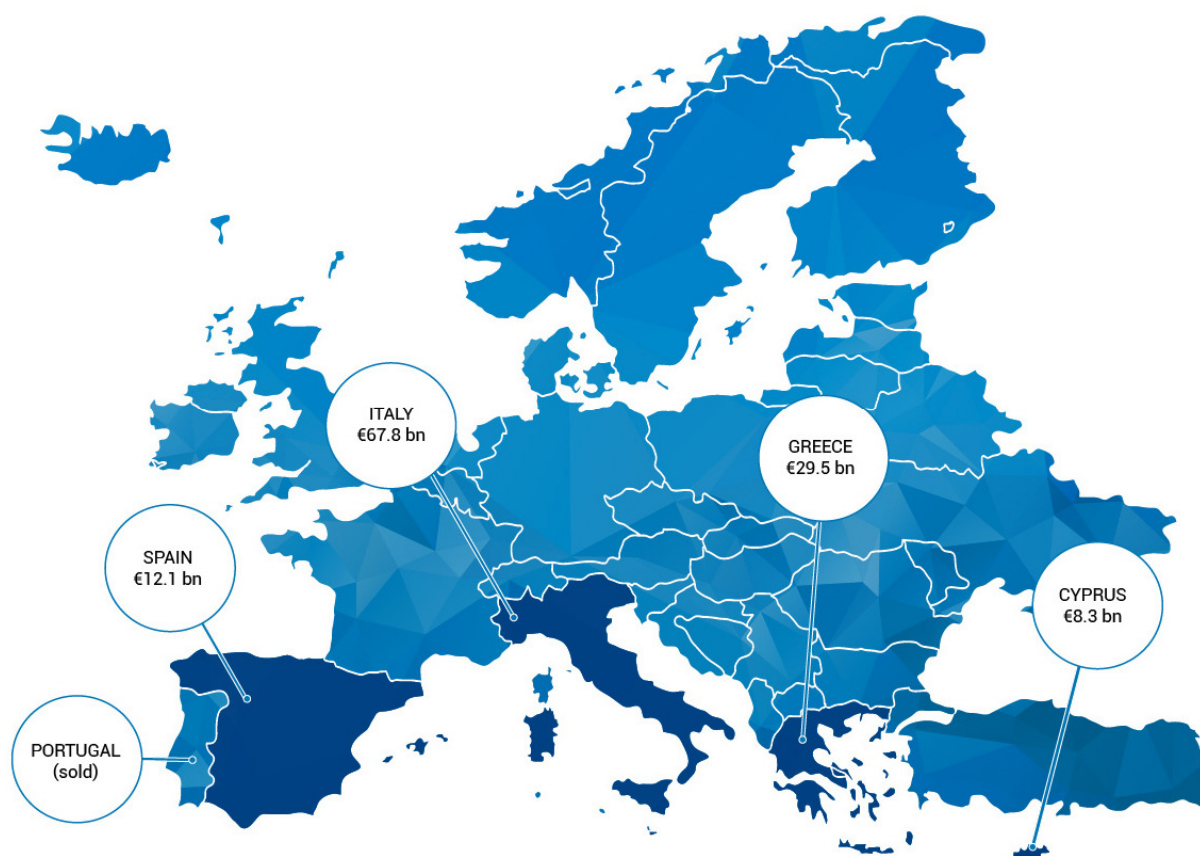 ITALY
€67.8 bn
GREECE
€29.5 bn
SPAIN
€12.1 bn
CYPRUS
€8.3 bn
PORTUGAL
(sold)